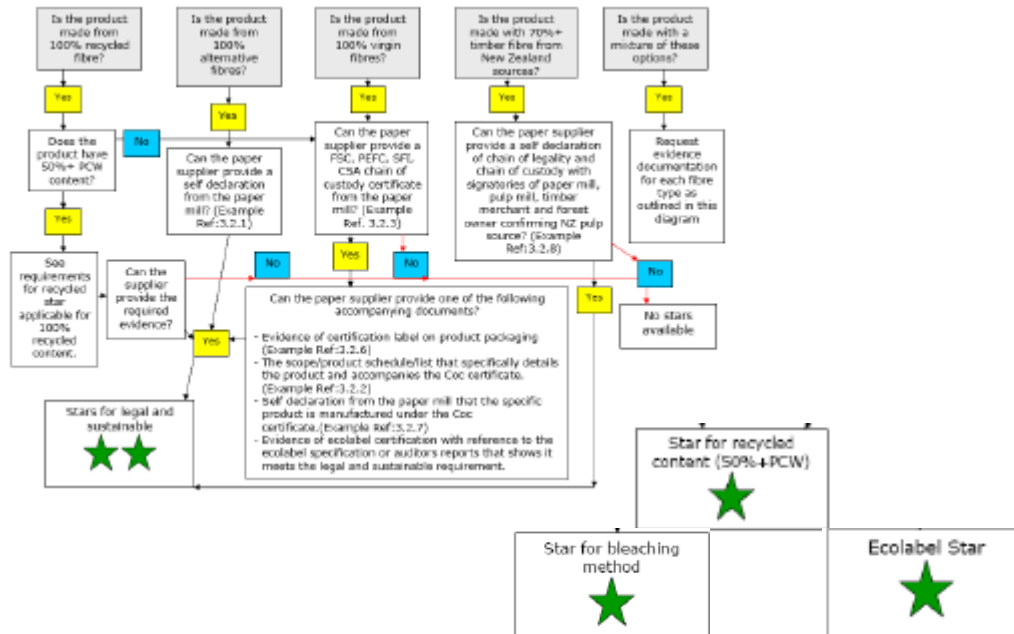 Is the product
made from
100% recycled
fibre?
Is the product
made from
100%
alternative
fibres?
Is the product
made from
100% virgin
fibres?
Is the product
made with 70%+
timber fibre from
New Zealand
sources?
Is the product
made with a
mixture of these
options?
Yes
Yes
Yes
Yes
Yes
Does the
product have
50%+ PCW
content?
No
Can the paper
supplier provide a
self declaration
from the paper
mill? (Example
Ref:3.2.1)
Can the paper
supplier provide a
FSC, PEFC, SFI,
CSA chain of
custody certificate
from the paper
mill? (Example
Ref. 3.2.3)
Can the paper supplier
provide a self declaration
of chain of legality and
chain of custody with
signatories of paper mill,
pulp mill, timber
merchant and forest
owner confirming NZ pulp
source? (Example
Ref:3.2.8)
Request
evidence
documentation
for each fibre
type as
outlined in this
diagram
Yes
See
requirements
for recycled
star
applicable for
100%
recycled
content.
Can the
supplier
provide the
required
evidence?
No
Yes
No
No
Yes
Yes
No stars
available
Can the paper supplier provide one of the following
accompanying documents?
- Evidence of certification label on product packaging
(Example Ref:3.2.6)
- The scope/product schedule/list that specifically details
the product and accompanies the Coc certificate.
(Example Ref:3.2.2)
- Self declaration from the paper mill that the specific
product is manufactured under the Coc
certificate.(Example Ref:3.2.7)
- Evidence of ecolabel certification with reference to the
ecolabel specification or auditors reports that shows it
meets the legal and sustainable requirement.
Stars for legal and
sustainable
Star for recycled
content (50%+PCW)
Star for bleaching
method
Ecolabel Star